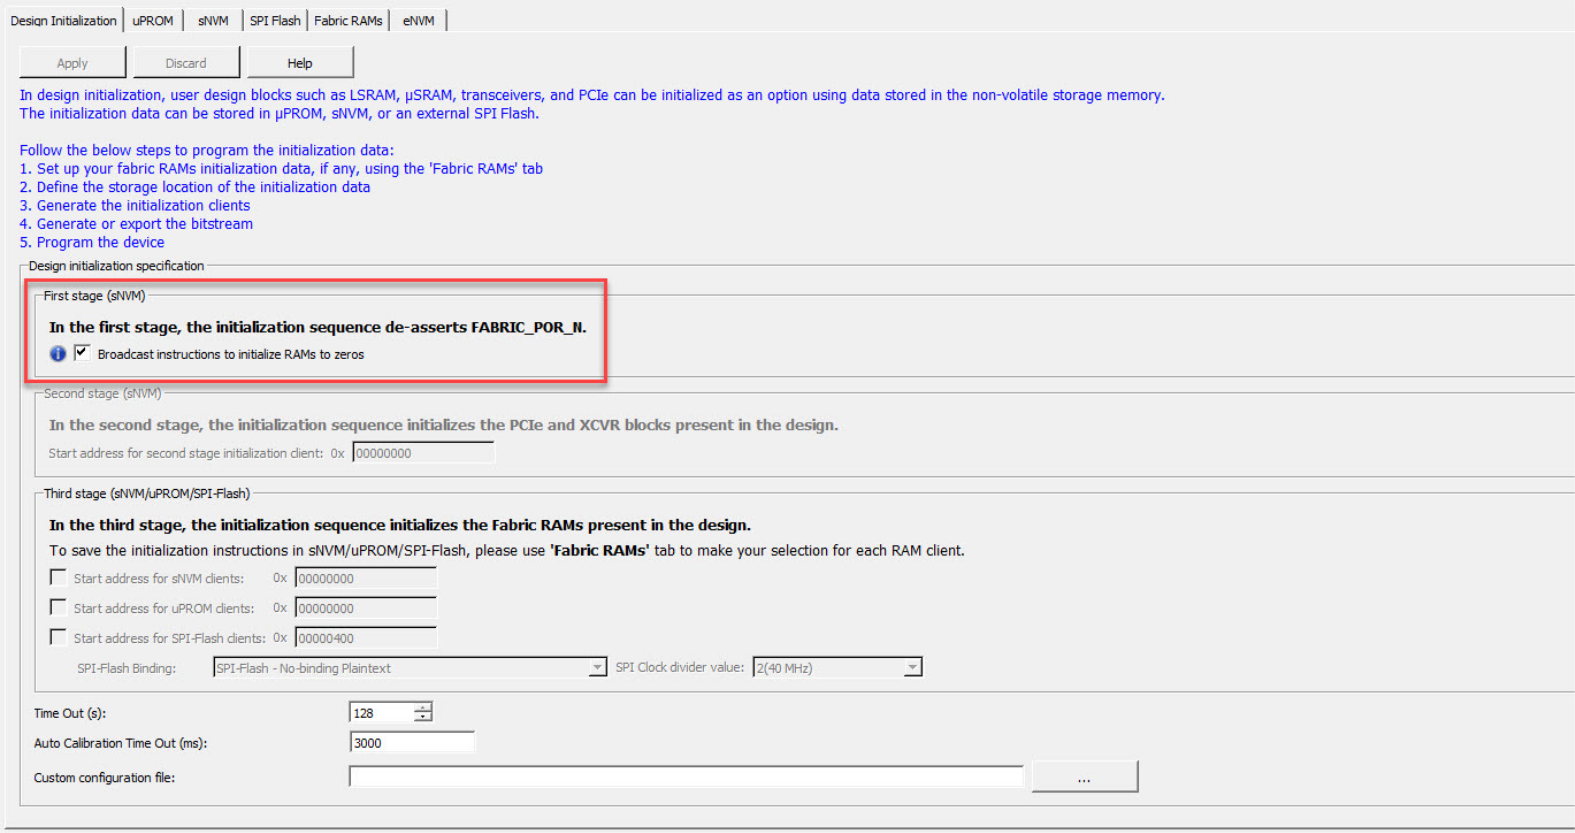 Design Initialization uPROM sNVM SPI Flash Fabric RAMs eNVM
Apply Discard Help
In design initialization, user design blocks such as LSRAM, µSRAM, transceivers, and PCIe can be initialized as an option using data stored in the non-volatile storage memory.
The initialization data can be stored in µPROM, sNVM, or an external SPI Flash.
Follow the below steps to program the initialization data:
1. Set up your fabric RAMs initialization data, if any, using the 'Fabric RAMs' tab
2. Define the storage location of the initialization data
3. Generate the initialization clients
4. Generate or export the bitstream
5. Program the device
Design initialization specification
First stage (sNVM)
In the first stage, the initialization sequence de-asserts FABRIC_POR_N.
i Broadcast instructions to initialize RAMs to zeros
Second stage (sNVM)
In the second stage, the initialization sequence initializes the PCIe and XCVR blocks present in the design.
Start address for second stage initialization client: 0x 00000000
Third stage (sNVM/uPROM/SPI-Flash)
In the third stage, the initialization sequence initializes the Fabric RAMs present in the design.
To save the initialization instructions in sNVM/uPROM/SPI-Flash, please use 'Fabric RAMs' tab to make your selection for each RAM client.
Start address for sNVM clients: 0x 00000000
Start address for uPROM clients: 0x 00000000
Start address for SPI-Flash clients: 0x 00000400
SPI-Flash Binding: SPI-Flash - No-binding Plaintext SPI Clock divider value: 2(40 MHz)
Time Out (s): 128
Auto Calibration Time Out (ms): 3000
Custom configuration file: ...